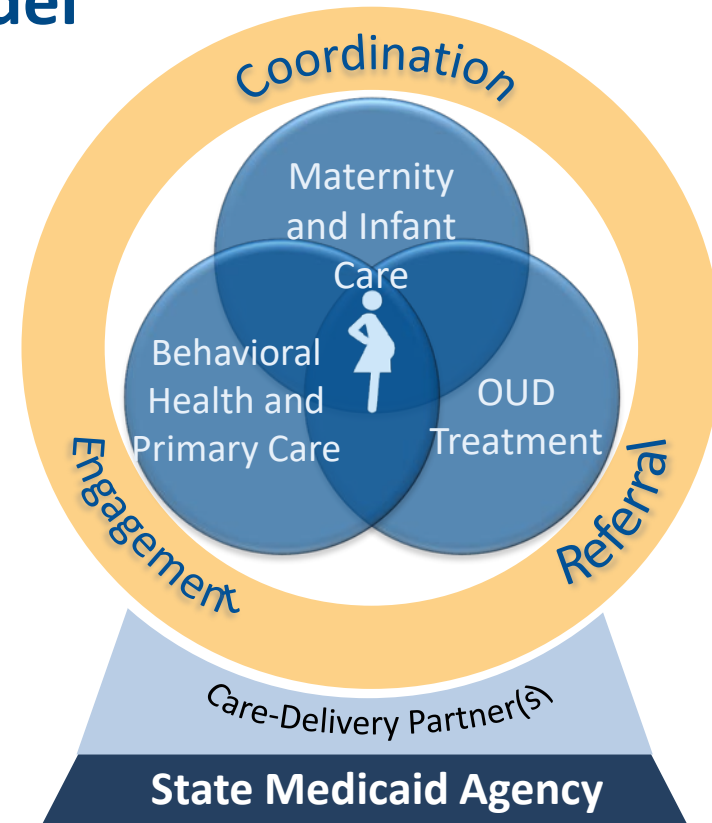 Coordination
Maternity
and Infant
Care
Behavioral
Health and
Primary Care
OUD
Treatment
Engagement
Referral
Care-Delivery Partner(s)
State Medicaid Agency